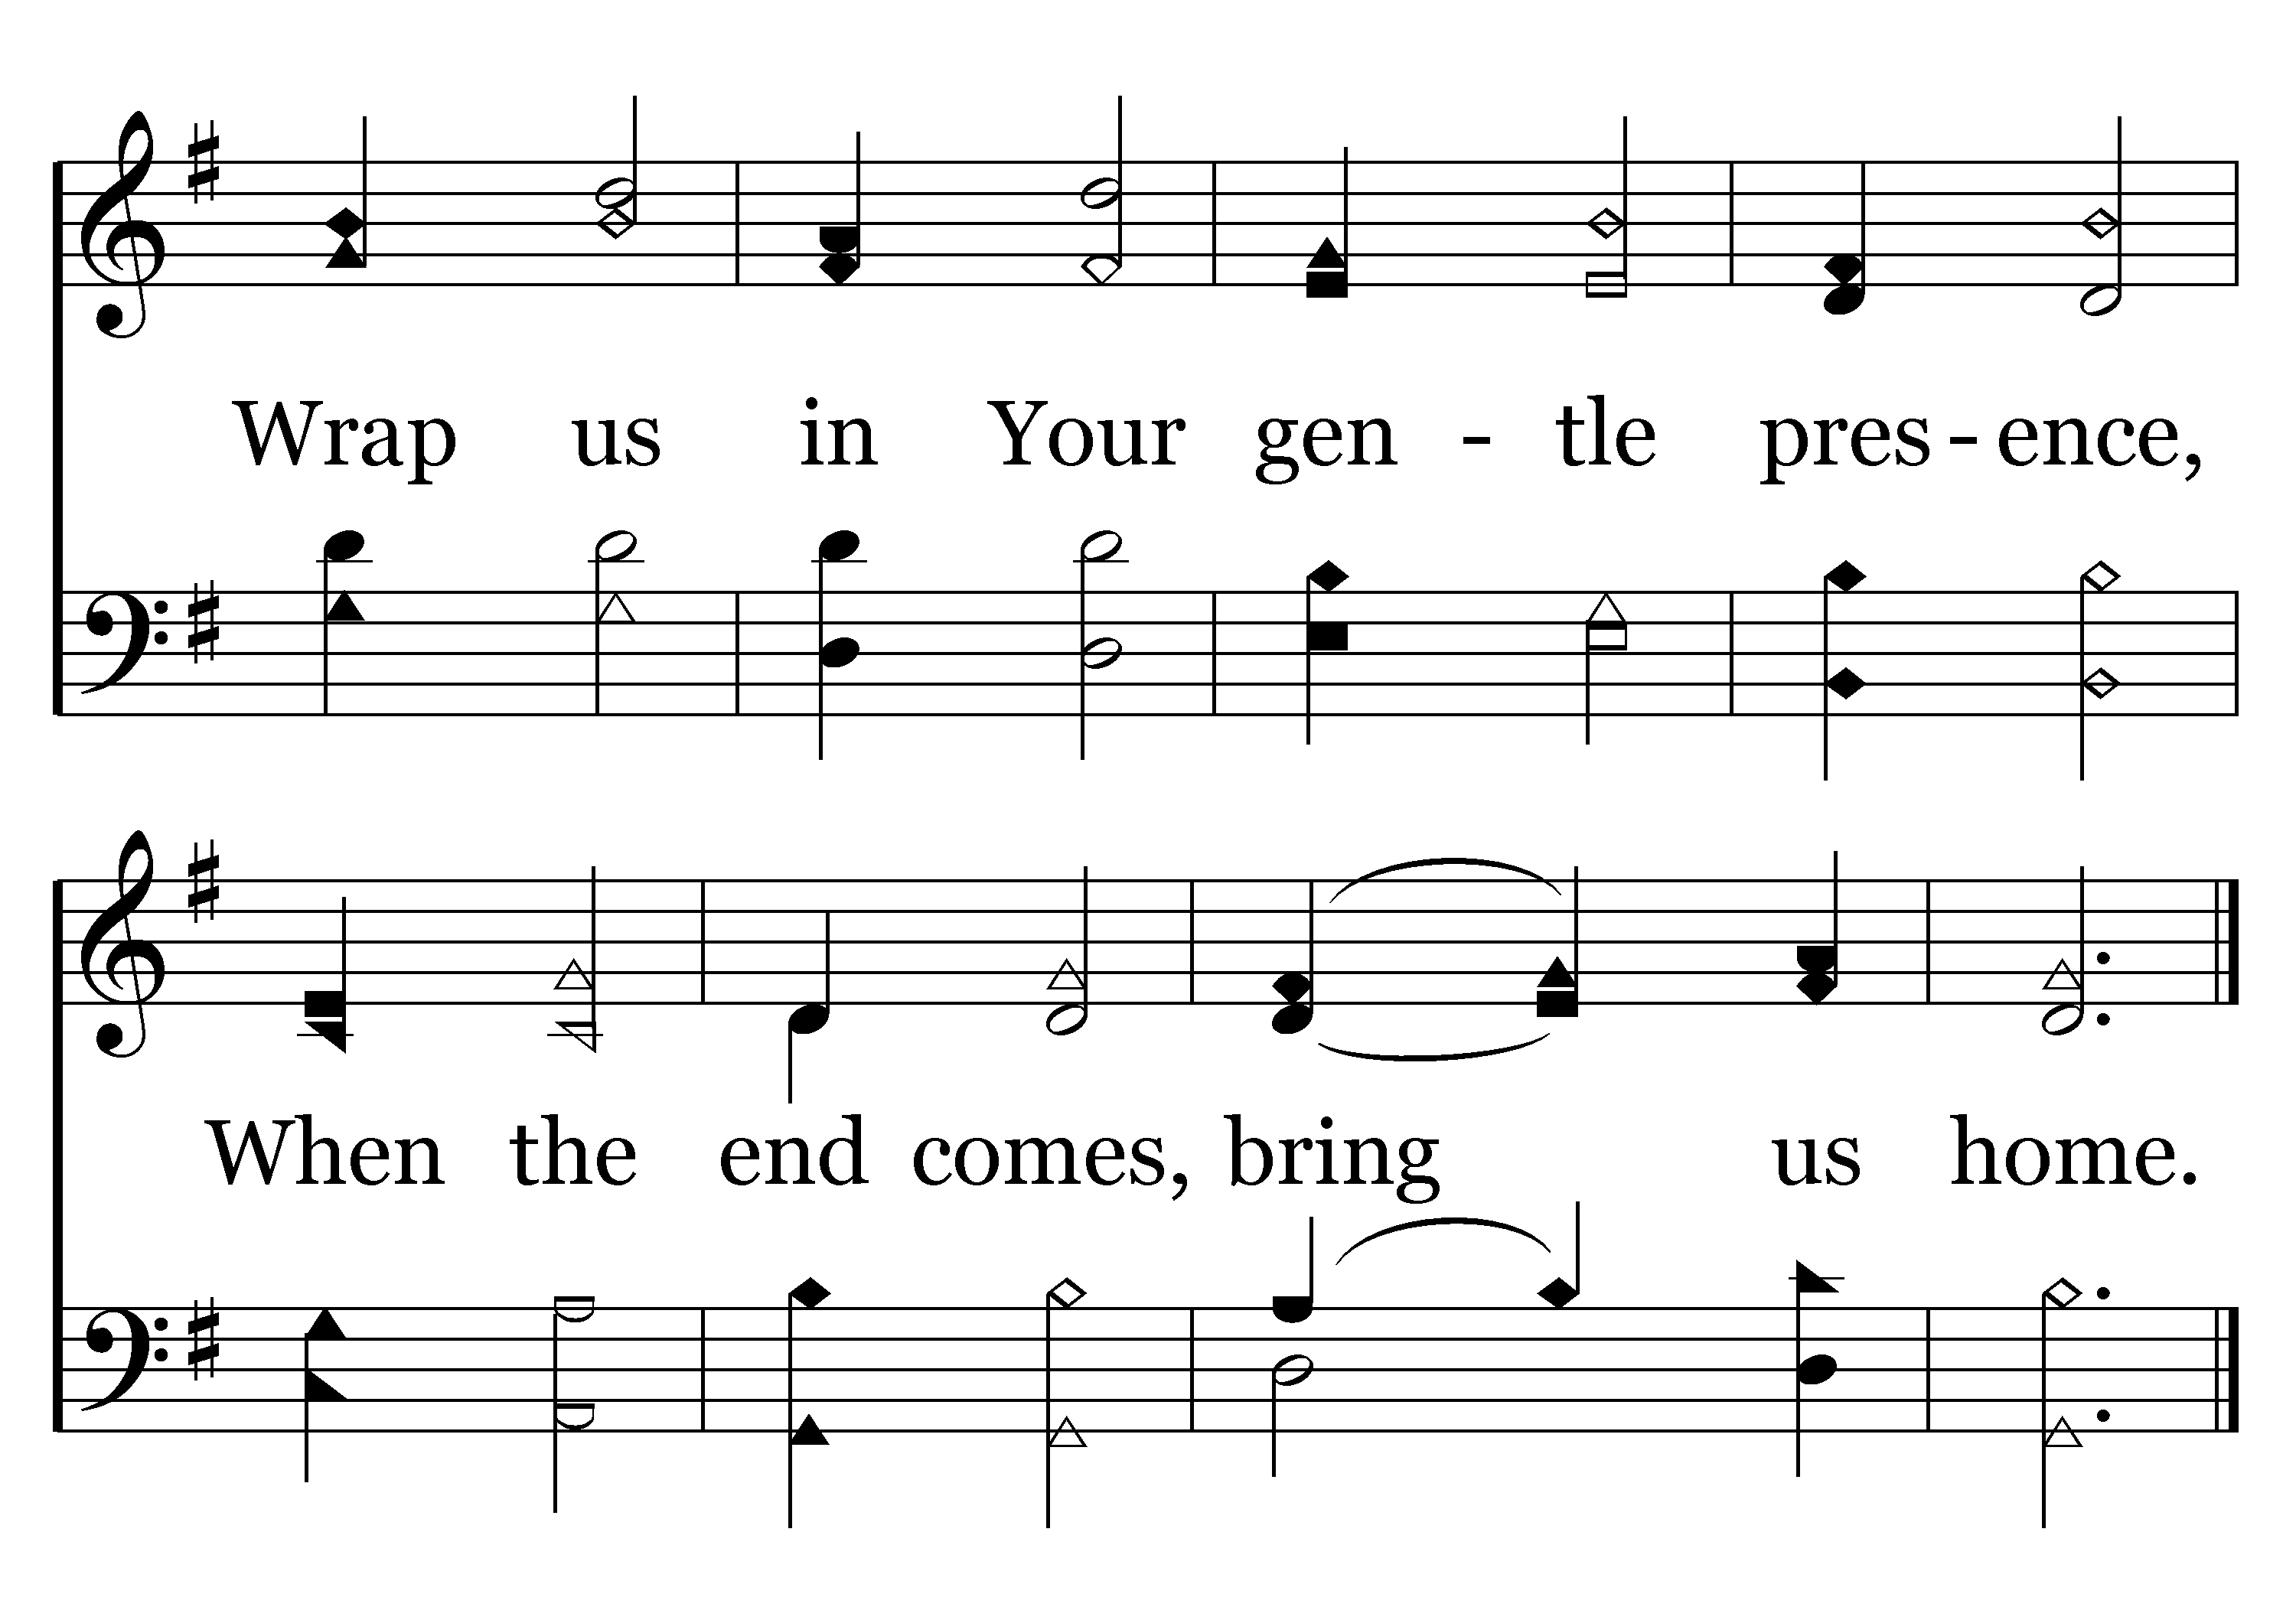 Wrap us in Your gen - tle pres - ence,
When the end comes, bring us home.